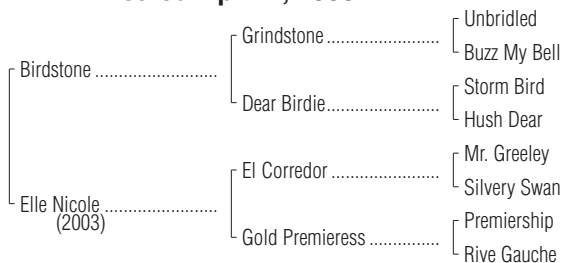 Unbridled
Grindstone ........................
Buzz My Bell
Birdstone ..........................
Storm Bird
Dear Birdie........................
Hush Dear
Mr. Greeley
El Corredor .......................
Silvery Swan
Elle Nicole ........................
(2003)
Premiership
Gold Premieress ...............
Rive Gauche